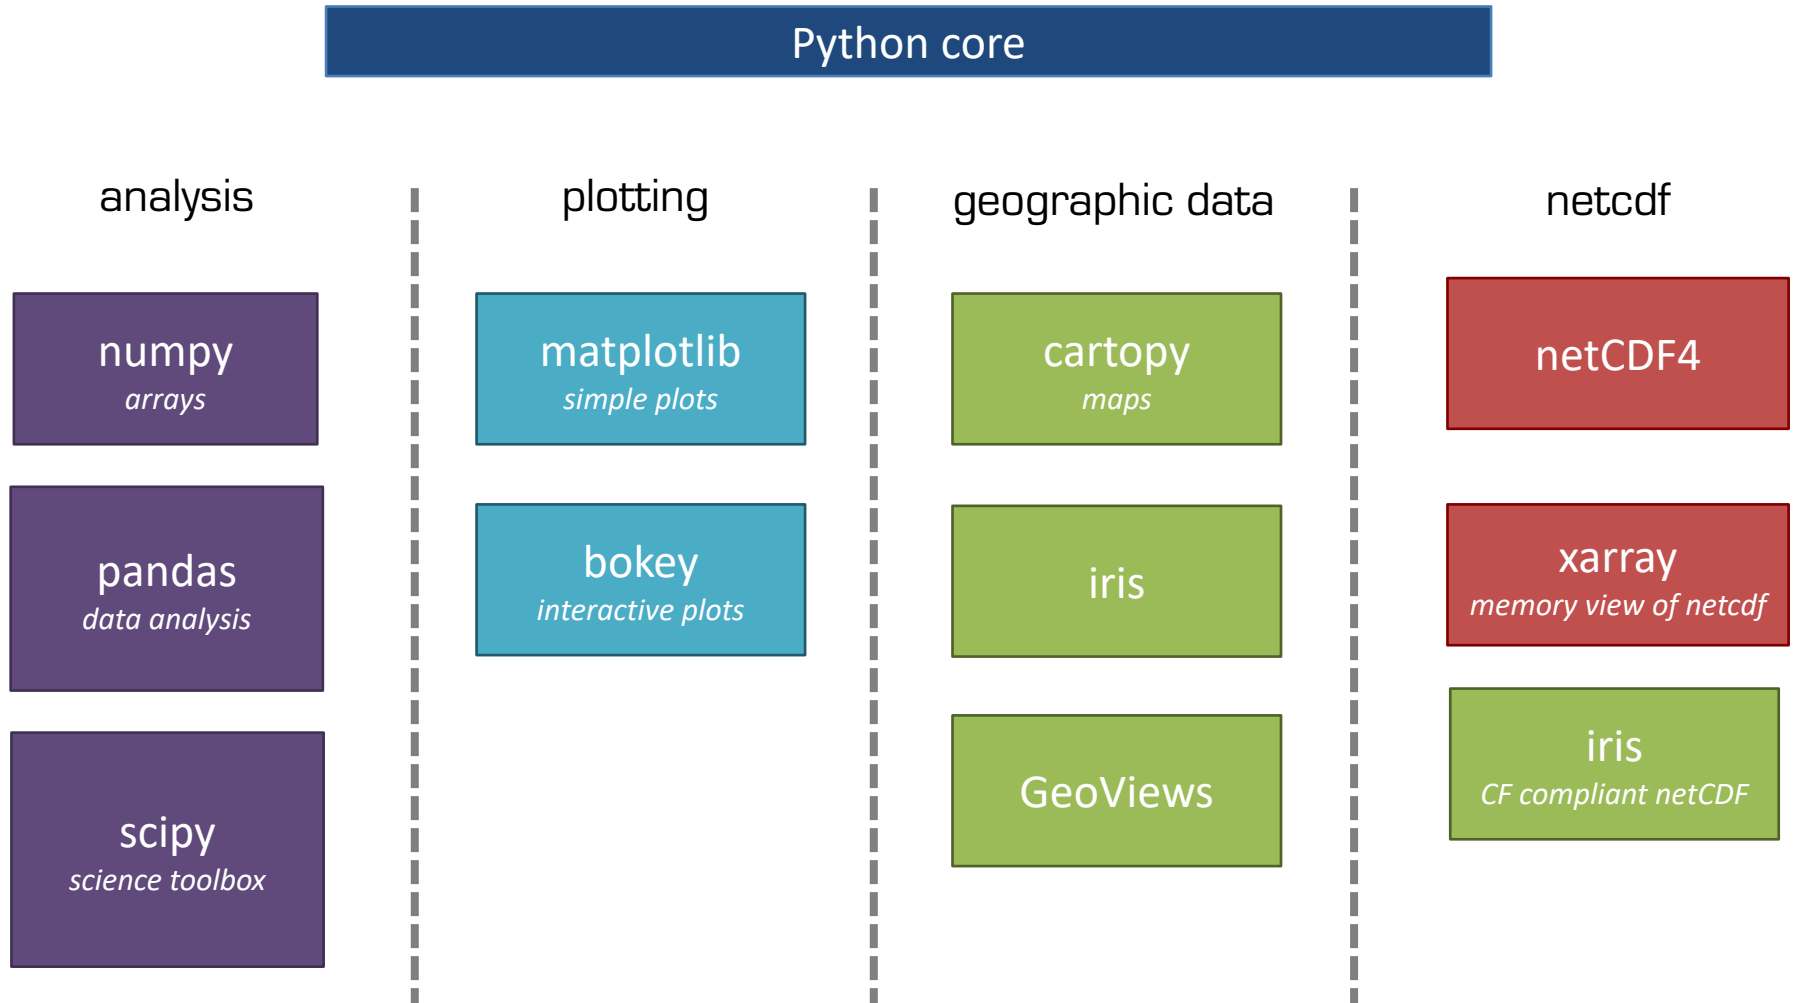 Python core
analysis
numpy
arrays
pandas
data analysis
scipy
science toolbox
plotting
matplotlib
simple plots
bokey
interactive plots
geographic data
cartopy
maps
iris
GeoViews
netcdf
netCDF4
xarray
memory view of netcdf
iris
CF compliant netCDF